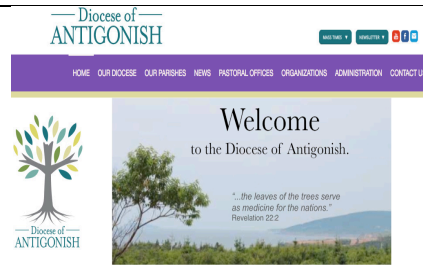 Diocese of
ANTIGONISH
MASS TIMES ▼ NEWSLETTER ▼
HOME OUR DIOCESE OUR PARISHES NEWS PASTORAL OFFICES ORGANIZATIONS ADMINISTRATION CONTACT U
Welcome
to the Diocese of Antigonish.
"...the leaves of the trees serve
as medicine for the nations."
Revelation 22:2
Diocese of
ANTIGONISH